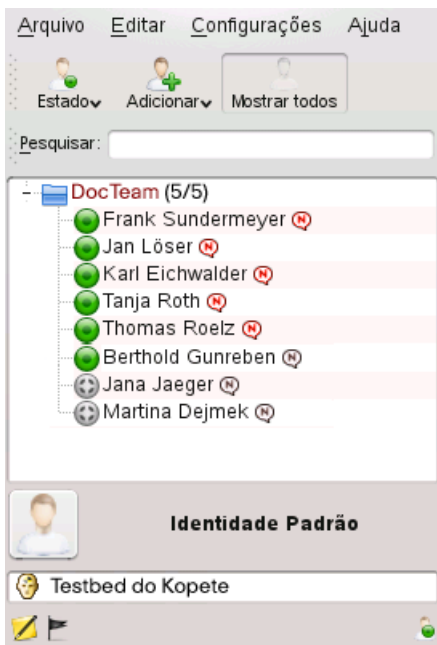 Arquivo Editar Configurações Ajuda
Estado Adicionar Mostrar todos
Pesquisar:
DocTeam (5/5)
Frank Sundermeyer N
Jan Löser N
Karl Eichwalder N
Tanja Roth N
Thomas Roelz N
Berthold Gunreben N
Jana Jaeger N
Martina Dejmek N
Identidade Padrão
Testbed do Kopete